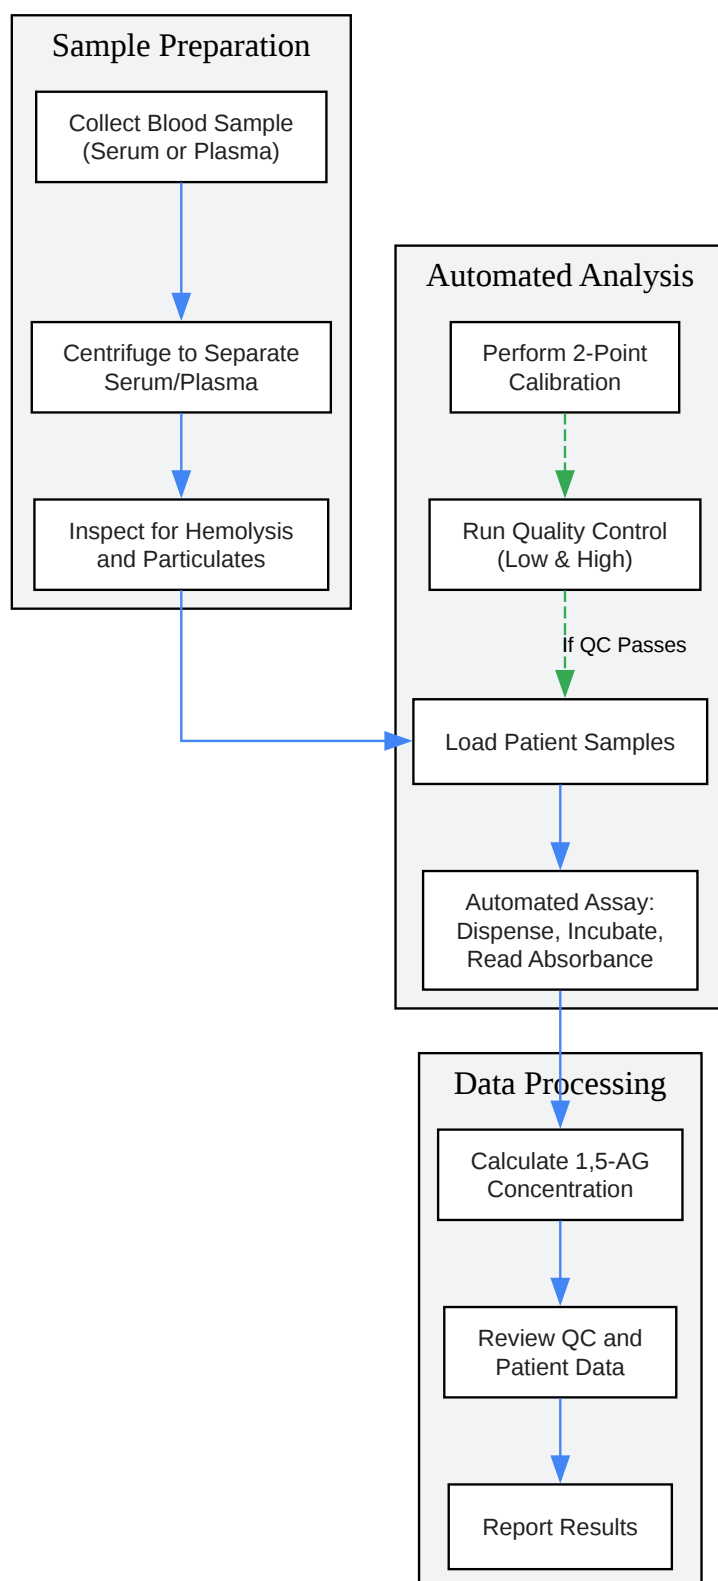 Sample Preparation
Collect Blood Sample
(Serum or Plasma)
Centrifuge to Separate
Serum/Plasma
Inspect for Hemolysis
and Particulates
Automated Analysis
Perform 2-Point
Calibration
Run Quality Control
(Low & High)
If QC Passes
Load Patient Samples
Automated Assay:
Dispense, Incubate,
Read Absorbance
Data Processing
Calculate 1,5-AG
Concentration
Review QC and
Patient Data
Report Results